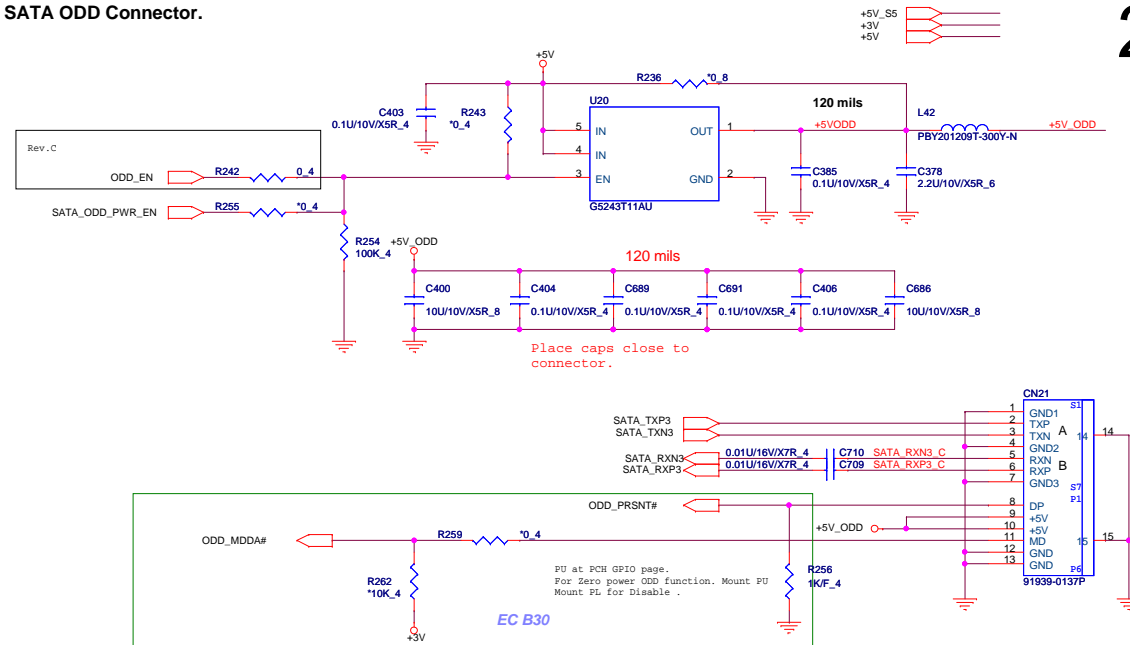 SATA ODD Connector.
+5V_S5
+3V
+5V
2
+5V
R236
*0_8
C403
0.1U/10V/X5R_4
R243
*0_4
U20
5
IN
4
IN
3
EN
OUT
1
GND
2
G5243T11AU
120 mils
+5VODD
L42
PBY201209T-300Y-N
+5V_ODD
C385
0.1U/10V/X5R_4
C378
2.2U/10V/X5R_6
Rev.C
ODD_EN
R242
0_4
SATA_ODD_PWR_EN
R255
*0_4
R254
100K_4
+5V_ODD
120 mils
C400
10U/10V/X5R_8
C404
0.1U/10V/X5R_4
C689
0.1U/10V/X5R_4
C691
0.1U/10V/X5R_4
C406
0.1U/10V/X5R_4
C686
10U/10V/X5R_8
Place caps close to
connector.
CN21
SATA_TXP3
SATA_TXN3
SATA_RXN3
0.01U/16V/X7R_4
C710
SATA_RXN3_C
SATA_RXP3
0.01U/16V/X7R_4
C709
SATA_RXP3_C
1
GND1
S1
2
TXP
3
TXN
A
14
14
4
GND2
5
RXN
6
RXP
B
7
GND3
S7
P1
8
DP
9
+5V
10
+5V
11
MD
15
15
12
GND
13
GND
P6
91939-0137P
ODD_PRSNT#
+5V_ODD
ODD_MDDA#
R259
*0_4
R262
*10K_4
+3V
PU at PCH GPIO page.
For Zero power ODD function. Mount PU
Mount PL for Disable .
R256
1K/F_4
EC B30